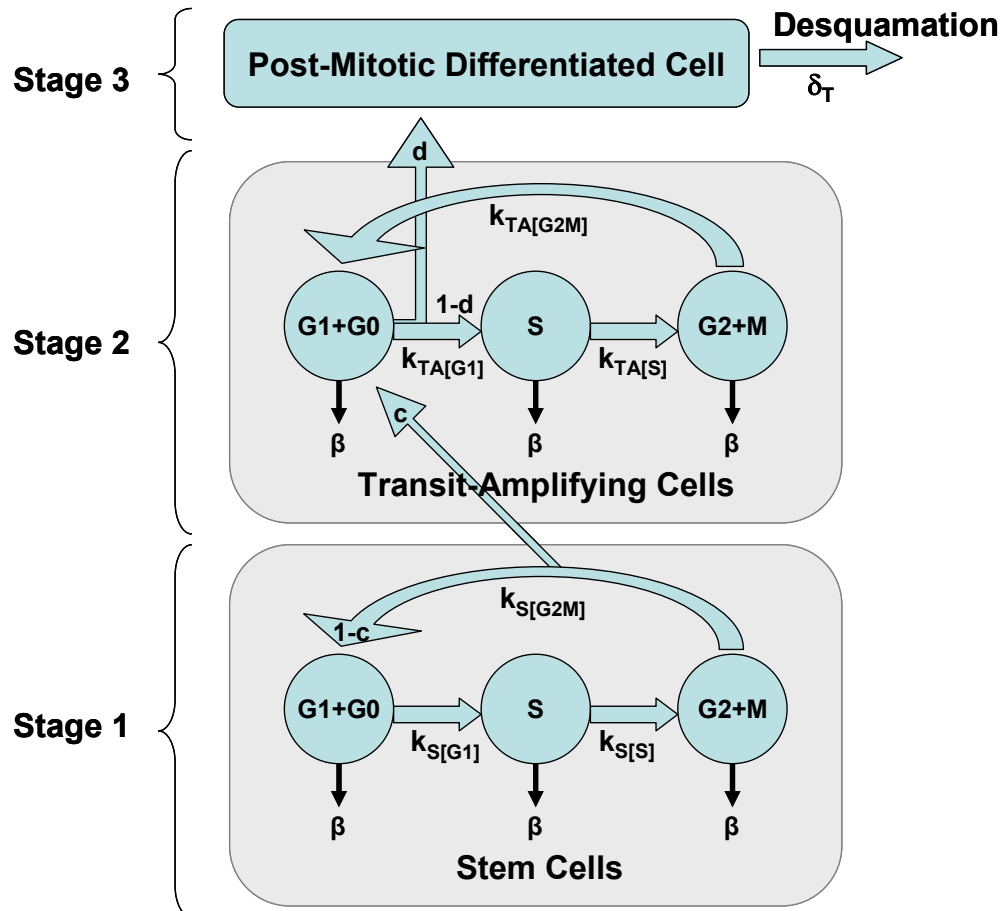 Desquamation
Stage 3
Post-Mitotic Differentiated Cell
δT
d
kTA[G2M]
Stage 2
G1+G0
1-d
S
G2+M
kTA[G1]
kTA[S]
c
β
β
β
Transit-Amplifying Cells
kS[G2M]
1-c
Stage 1
G1+G0
S
G2+M
kS[G1]
kS[S]
β
β
β
Stem Cells